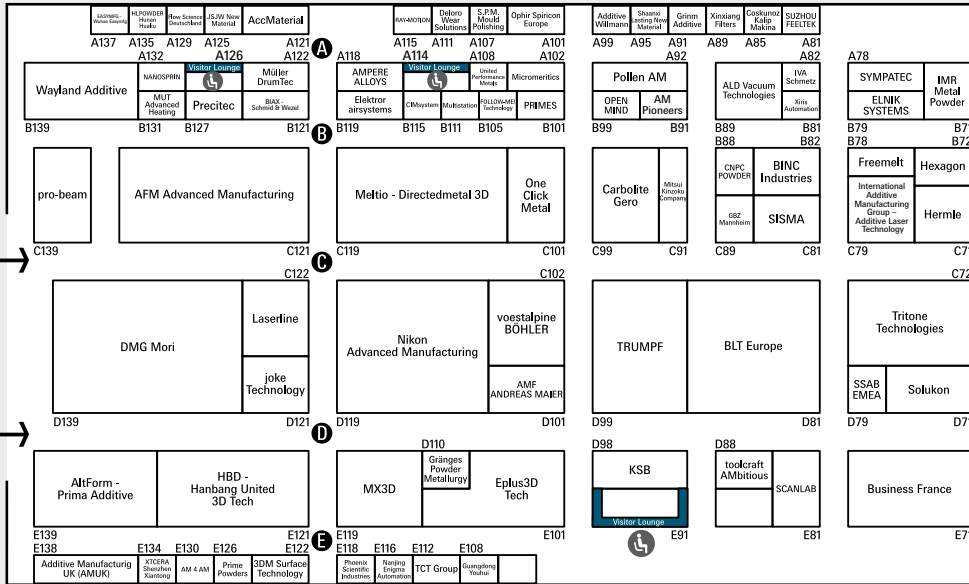 EASYMFG - Wuhan Easymfg
HLPOWDER Hunan Hualiu
Flow Science Deutschland
JSJW New Material
AccMaterial
RAY-MOTION
Deloro Wear Solutions
S.P.M. Mould Polishing
Ophir Spiricon Europe
Additive Willmann
Shaanxi Lasting New Material
Grimm Additive
Xinxiang Filters
Coskunoz Kalip Makina
SUZHOU FEELTEK
A137 A135 A129 A125 A121
A115 A111 A107 A101
A99 A95 A91 A89 A85 A81
A
A132 A126 A122
A118 A114 A108 A102
A92 A82 A78
Wayland Additive
NANOSPRIN
Visitor Lounge
Müller DrumTec
MUT Advanced Heating
Precitec
BIAX - Schmid & Wezel
AMPERE ALLOYS
Visitor Lounge
United Performance Metals
Micromeritics
Elektror airsystems
CIMsystem
Multistation
FOLLOW-ME! Technology
PRIMES
Pollen AM
OPEN MIND
AM Pioneers
ALD Vacuum Technologies
IVA Schmetz
Xiris Automation
SYMPATEC
ELNIK SYSTEMS
IMR Metal Powder
B139 B131 B127 B121
B119 B115 B111 B105 B101
B99 B91 B89 B81 B79 B71
B
B88 B82 B78 B72
pro-beam
AFM Advanced Manufacturing
Meltio - Directedmetal 3D
One Click Metal
Carbolite Gero
Mitsui Kinzoku Company
CNPC POWDER
BINC Industries
GBZ Mannheim
SISMA
Freemelt
International Additive Manufacturing Group – Additive Laser Technology
Hexagon
Hermle
C139 C121 C119 C101
C99 C91 C89 C81 C79 C71
C
C122 C102 C72
DMG Mori
Laserline
joke Technology
Nikon Advanced Manufacturing
voestalpine BÖHLER
AMF ANDREAS MAIER
TRUMPF
BLT Europe
Tritone Technologies
SSAB EMEA
Solukon
D139 D121 D119 D101
D99 D81 D79 D71
D
D110 D98 D88
AltForm - Prima Additive
HBD - Hanbang United 3D Tech
MX3D
Gränges Powder Metallurgy
Eplus3D Tech
KSB
Visitor Lounge
toolcraft AMbitious
SCANLAB
Business France
E139 E121 E119 E101
E91 E81 E71
E
E138 E134 E130 E126 E122
E118 E116 E112 E108
Additive Manufacturing UK (AMUK)
XTCERA Shenzhen Xiantong
AM 4 AM
Prime Powders
3DM Surface Technology
Phoenix Scientific Industries
Nanjing Enigma Automation
TCT Group
Guangdong Youhui